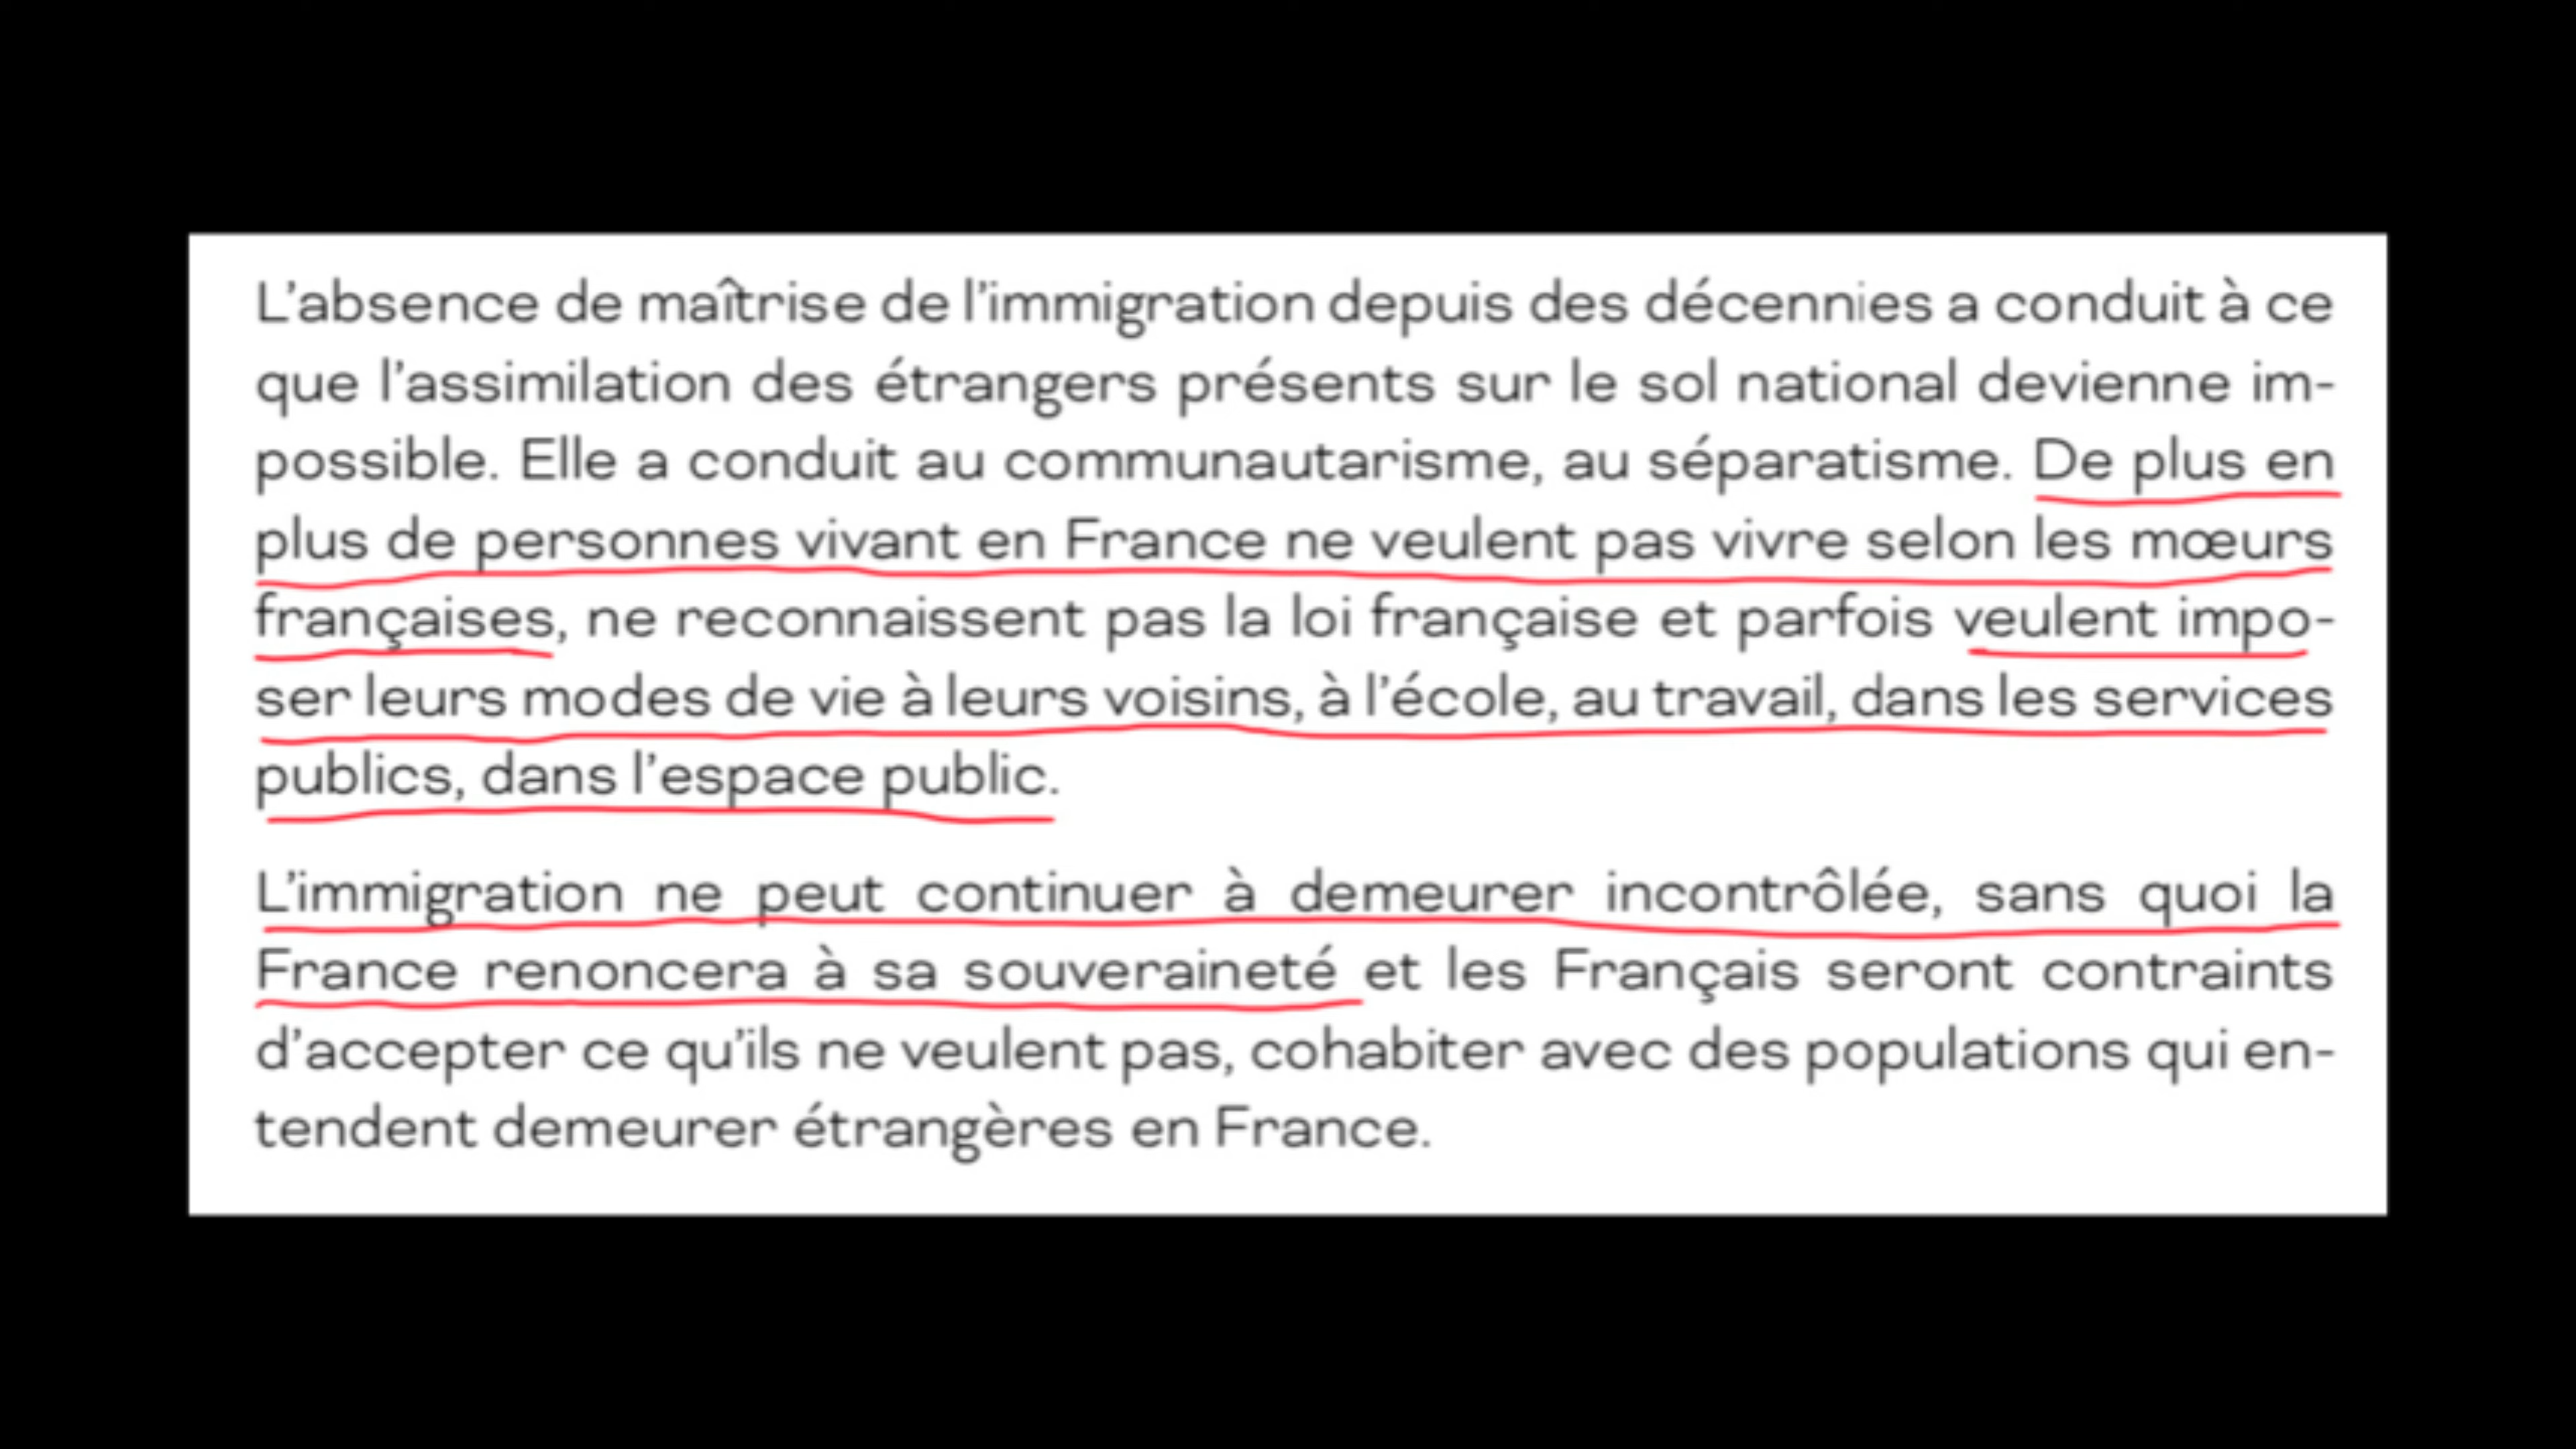 L’absence de maîtrise de l’immigration depuis des décennies a conduit à ce
que l’assimilation des étrangers présents sur le sol national devienne im-
possible. Elle a conduit au communautarisme, au séparatisme. De plus en
plus de personnes vivant en France ne veulent pas vivre selon les mœurs
françaises, ne reconnaissent pas la loi française et parfois veulent impo-
ser leurs modes de vie à leurs voisins, à l’école, au travail, dans les services
publics, dans l’espace public.
L’immigration ne peut continuer à demeurer incontrôlée, sans quoi la
France renoncera à sa souveraineté et les Français seront contraints
d’accepter ce qu’ils ne veulent pas, cohabiter avec des populations qui en-
tendent demeurer étrangères en France.